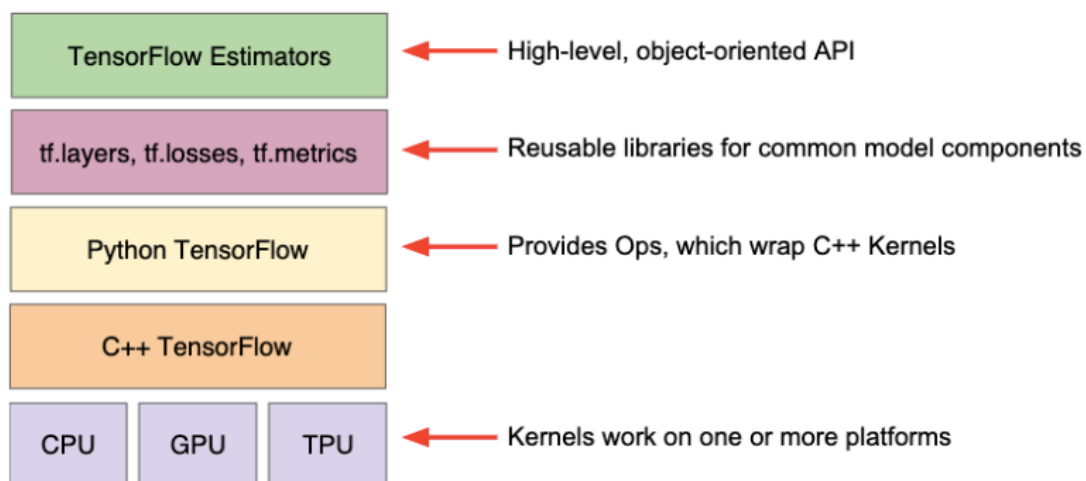 TensorFlow Estimators
High-level, object-oriented API
tf.layers, tf.losses, tf.metrics
Reusable libraries for common model components
Python TensorFlow
Provides Ops, which wrap C++ Kernels
C++ TensorFlow
CPU
GPU
TPU
Kernels work on one or more platforms